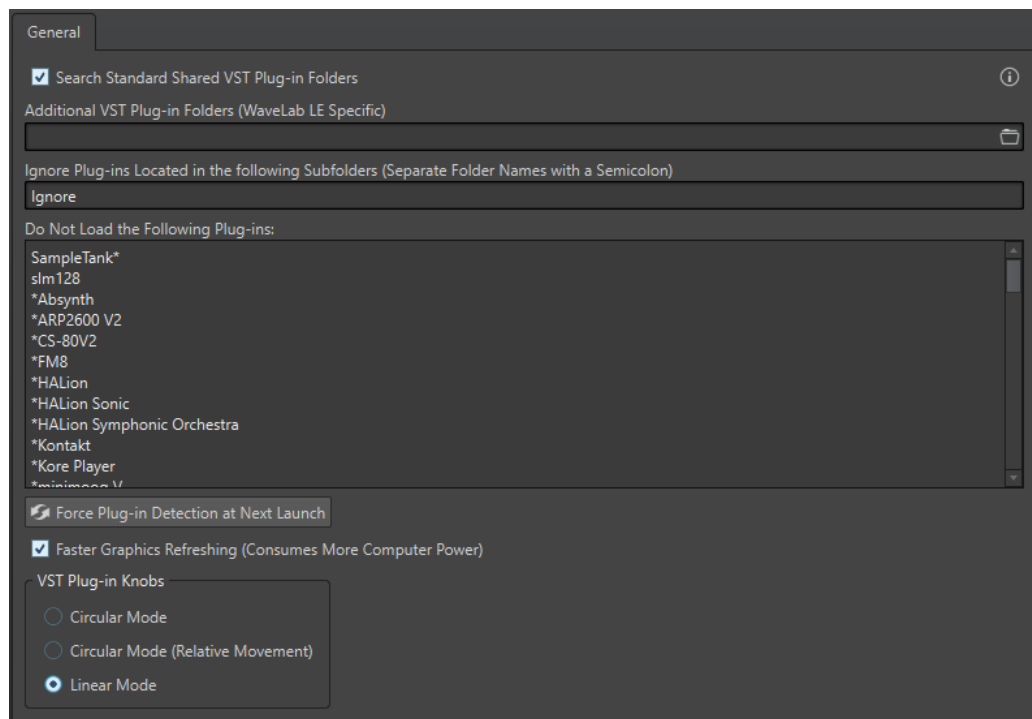 General
Search Standard Shared VST Plug-in Folders
Additional VST Plug-in Folders (WaveLab LE Specific)
Ignore Plug-ins Located in the following Subfolders (Separate Folder Names with a Semicolon)
Ignore
Do Not Load the Following Plug-ins:
SampleTank*
slm128
*Absynth
*ARP2600 V2
*CS-80V2
*FM8
*HALion
*HALion Sonic
*HALion Symphonic Orchestra
*Kontakt
*Kore Player
*minimoog V
Force Plug-in Detection at Next Launch
Faster Graphics Refreshing (Consumes More Computer Power)
VST Plug-in Knobs
Circular Mode
Circular Mode (Relative Movement)
Linear Mode